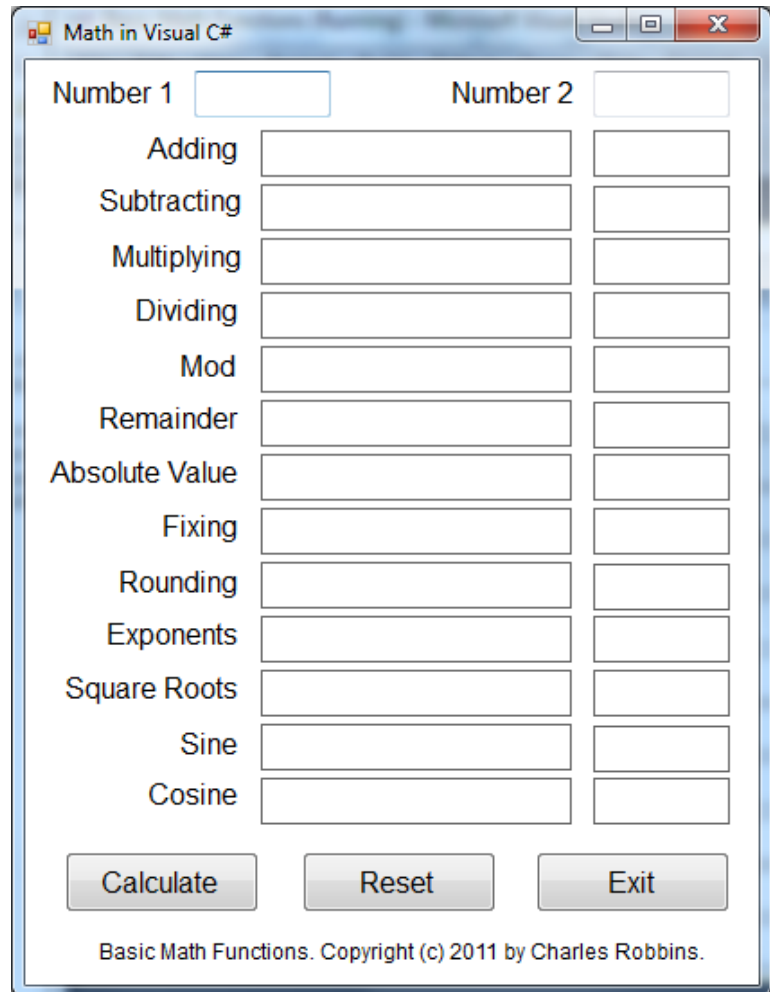 Math in Visual C#
Number 1 Number 2
Adding
Subtracting
Multiplying
Dividing
Mod
Remainder
Absolute Value
Fixing
Rounding
Exponents
Square Roots
Sine
Cosine
Calculate Reset Exit
Basic Math Functions. Copyright (c) 2011 by Charles Robbins.